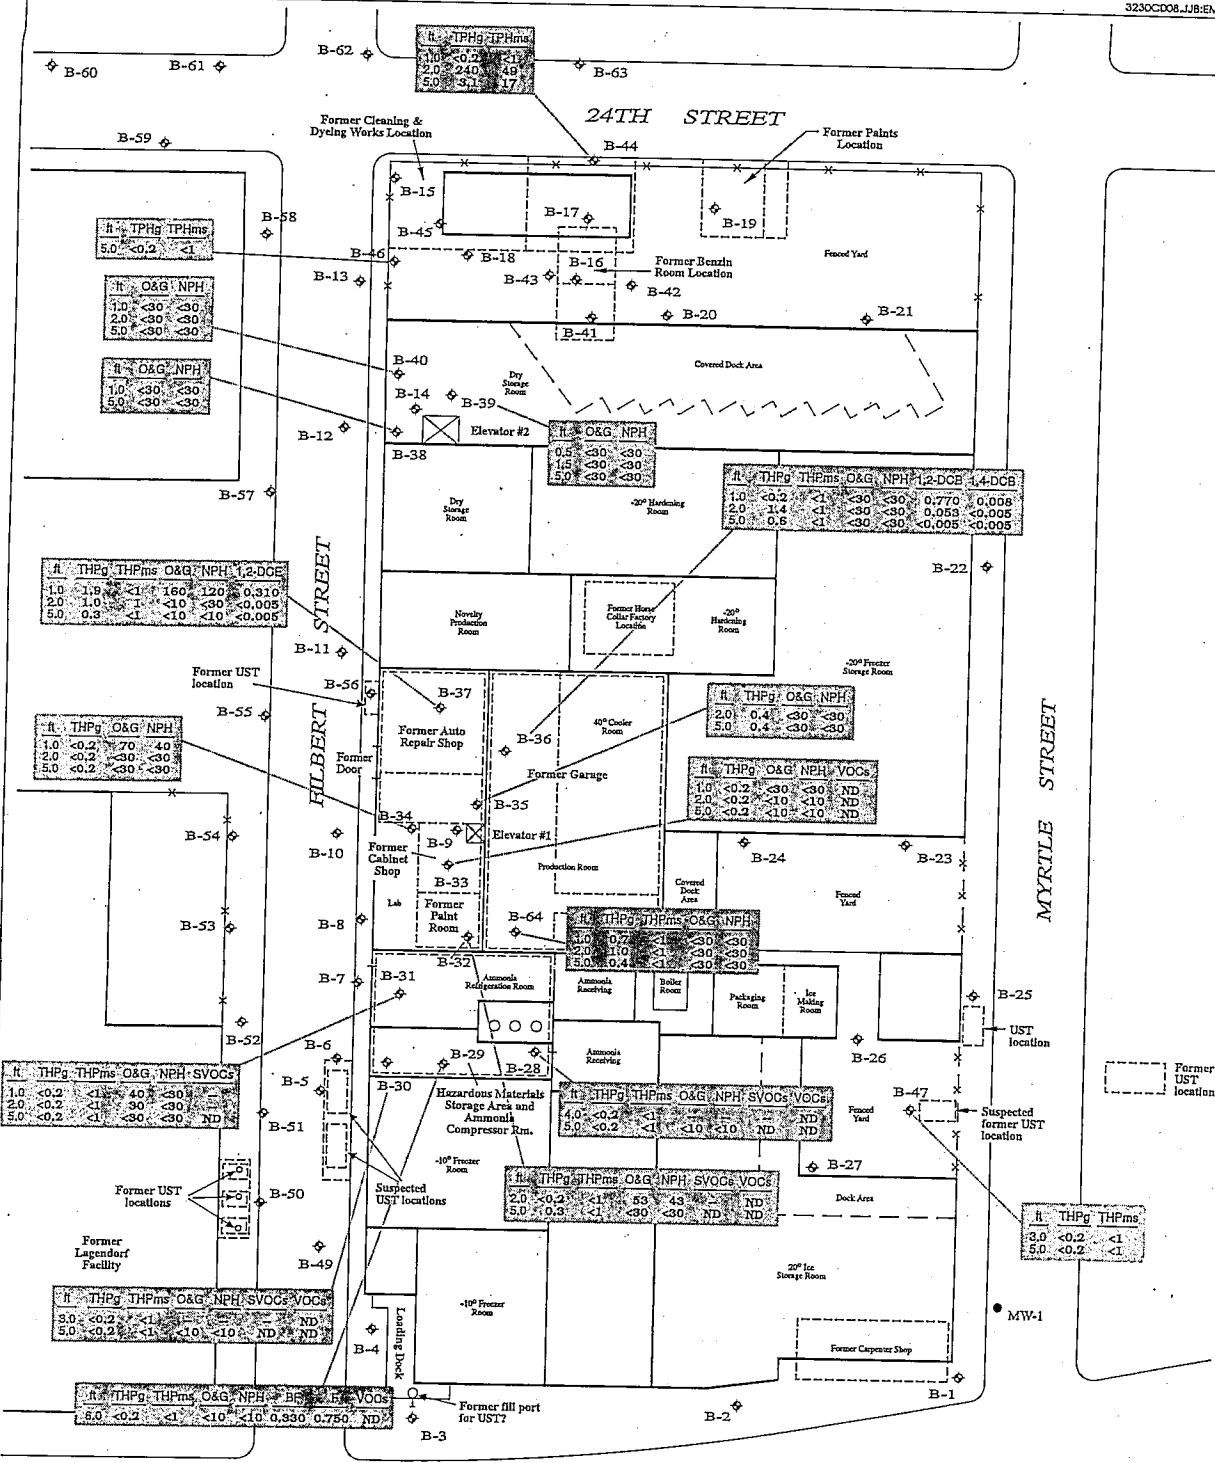 3230CD08.JJB:EN
B-62
ft TPHg TPHms
1.0 <0.2 <1
2.0 240 49
5.0 3.1 17
B-60
B-61
B-63
24TH STREET
Former Cleaning &
Dyeing Works Location
Former Paints
Location
B-59
B-44
B-15
B-17
B-19
B-58
B-45
ft TPHg TPHms
5.0 <0.2 <1
B-46
B-18
B-16
Former Benzin
Room Location
Fenced Yard
B-13
B-43
B-42
ft O&G NPH
1.0 <30 <30
2.0 <30 <30
5.0 <30 <30
B-20
B-21
B-41
B-40
Covered Dock Area
ft O&G NPH
1.0 <30 <30
5.0 <30 <30
Dry
Storage
Room
B-14
B-39
B-12
Elevator #2
B-38
ft O&G NPH
0.5 <30 <30
1.5 <30 <30
5.0 <30 <30
ft THPg THPms O&G NPH 1,2-DCB 1,4-DCB
1.0 <0.2 <1 <30 <30 0.770 0.008
2.0 1.4 <1 <30 <30 0.053 <0.005
5.0 0.6 <1 <30 <30 <0.005 <0.005
B-57
Dry
Storage
Room
-20° Hardening
Room
B-22
ft THPg THPms O&G NPH 1,2-DCE
1.0 1.9 <1 160 120 0.310
2.0 1.0 1 <10 <30 <0.005
5.0 0.3 <1 <10 <10 <0.005
FILBERT STREET
Novelty
Production
Room
Former Horse
Collar Factory
Location
-20°
Hardening
Room
B-11
-20° Freezer
Storage Room
Former UST
location
B-56
B-37
B-55
ft THPg O&G NPH
2.0 0.4 <30 <30
5.0 0.4 <30 <30
MYRTLE STREET
ft THPg O&G NPH
1.0 <0.2 70 40
2.0 <0.2 <30 <30
5.0 <0.2 <30 <30
Former Auto
Repair Shop
B-36
40° Cooler
Room
Former
Door
Former Garage
ft THPg O&G NPH VOCs
1.0 <0.2 <30 <30 ND
2.0 <0.2 <10 <10 ND
5.0 <0.2 <10 <10 ND
B-35
B-34
B-54
B-10
B-9
Elevator #1
B-24
B-23
Former
Cabinet
Shop
B-33
Production Room
Covered
Dock
Area
Fenced
Yard
Lab
Former
Paint
Room
B-53
B-8
B-64
ft THPg THPms O&G NPH
1.0 0.7 <1 <30 <30
2.0 1.0 <1 <30 <30
5.0 0.4 <1 <30 <30
B-32
B-7
B-31
Ammonia
Refrigeration Room
Ammonia
Receiving
Boiler
Room
Packaging
Room
Ice
Making
Room
B-25
B-52
UST
location
B-6
B-29
B-28
Ammonia
Receiving
B-26
ft THPg THPms O&G NPH SVOCs
1.0 <0.2 <1 40 <30 –
2.0 <0.2 <1 30 <30 –
5.0 <0.2 <1 <30 <30 ND
B-5
B-30
B-47
Former
UST
location
Hazardous Materials
Storage Area and
Ammonia
Compressor Rm.
ft THPg THPms O&G NPH SVOCs VOCs
4.0 <0.2 <1 – – – ND
5.0 <0.2 <1 <10 <10 ND ND
Fenced
Yard
Suspected
former UST
location
B-51
-10° Freezer
Room
B-27
Former UST
locations
B-50
Suspected
UST locations
ft THPg THPms O&G NPH SVOCs VOCs
2.0 <0.2 <1 53 43 – ND
5.0 0.3 <1 <30 <30 ND ND
Dock Area
ft THPg THPms
3.0 <0.2 <1
5.0 <0.2 <1
Former
Lagendorf
Facility
B-49
20° Ice
Storage Room
ft THPg THPms O&G NPH SVOCs VOCs
3.0 <0.2 <1 – – – ND
5.0 <0.2 <1 <10 <10 ND ND
-10° Freezer
Room
MW-1
B-4
Loading Dock
Former Carpenter Shop
ft THPg THPms O&G NPH VOCs
6.0 <0.2 <1 <10 <10 0.330 0.750 ND
Former fill port
for UST?
B-1
B-2
B-3